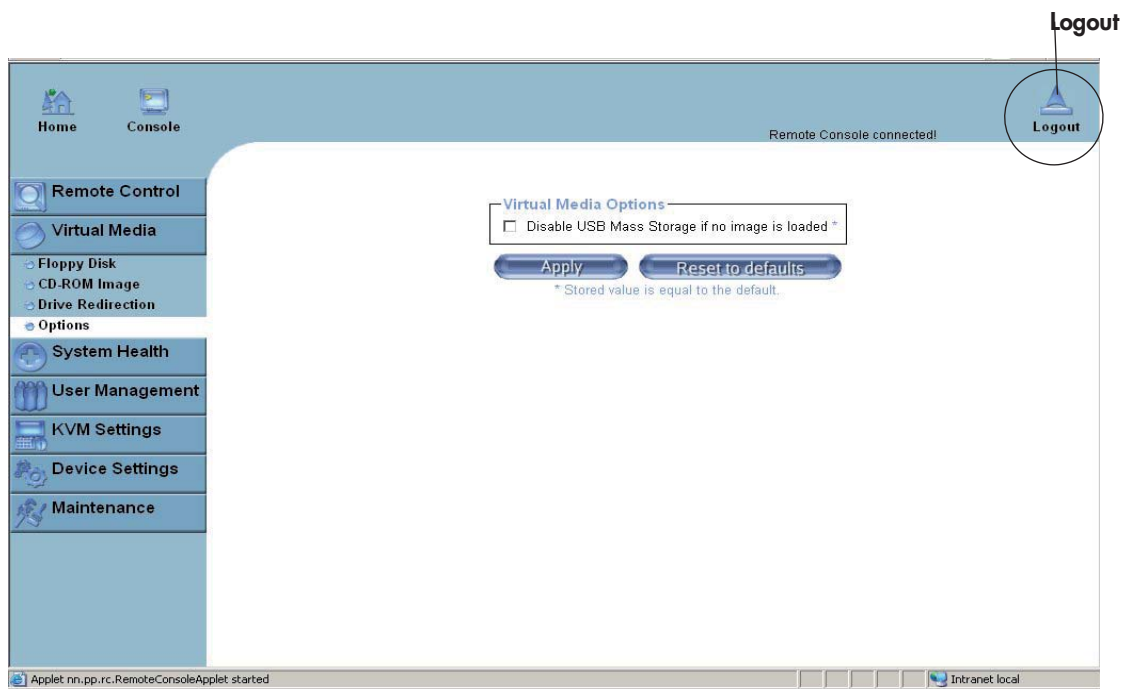 Logout
Home
Console
Remote Console connected!
Logout
Remote Control
Virtual Media
Floppy Disk
CD-ROM Image
Drive Redirection
Options
System Health
User Management
KVM Settings
Device Settings
Maintenance
Virtual Media Options
Disable USB Mass Storage if no image is loaded *
Apply
Reset to defaults
* Stored value is equal to the default.
Applet nn.pp.rc.RemoteConsoleApplet started
Intranet local